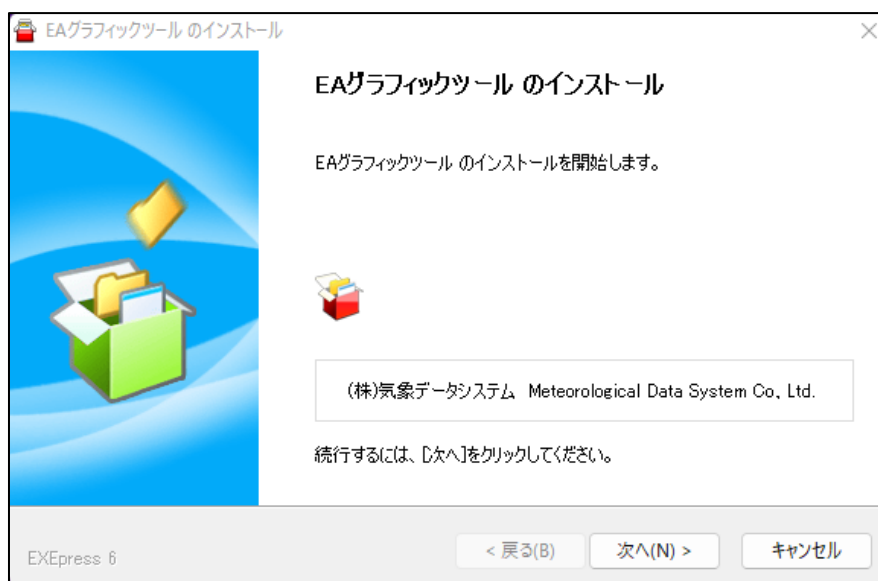 EAグラフィックツール のインストール
EAグラフィックツール のインストール
EAグラフィックツール のインストールを開始します。
(株)気象データシステム Meteorological Data System Co, Ltd.
続行するには、[次へ]をクリックしてください。
EXEpress 6
< 戻る(B)
次へ(N) >
キャンセル